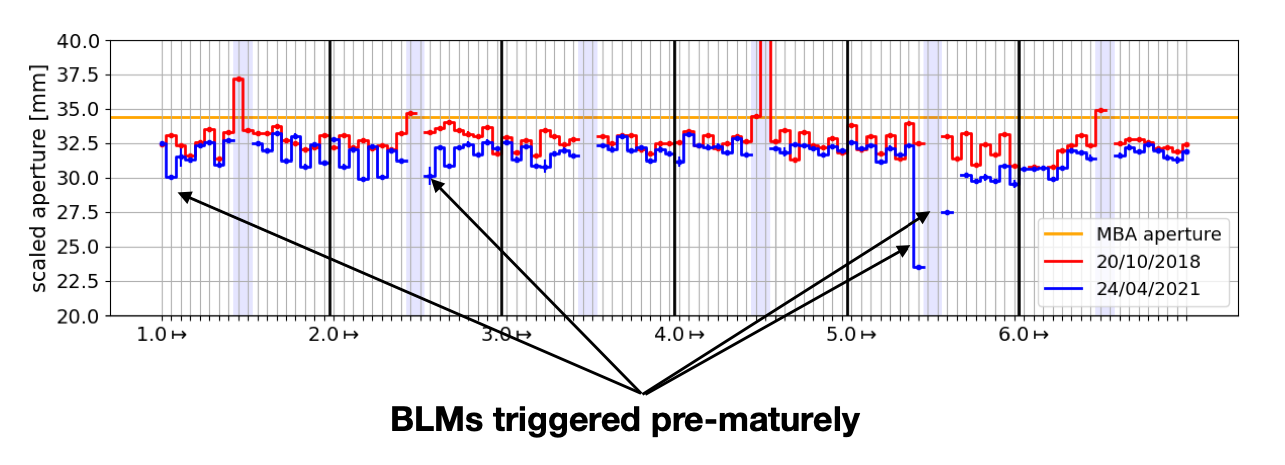 40.0
37.5
35.0
32.5
30.0
27.5
25.0
22.5
20.0
scaled aperture [mm]
1.0↦ 2.0↦ 3.0↦ 4.0↦ 5.0↦ 6.0↦
MBA aperture
20/10/2018
24/04/2021
BLMs triggered pre-maturely